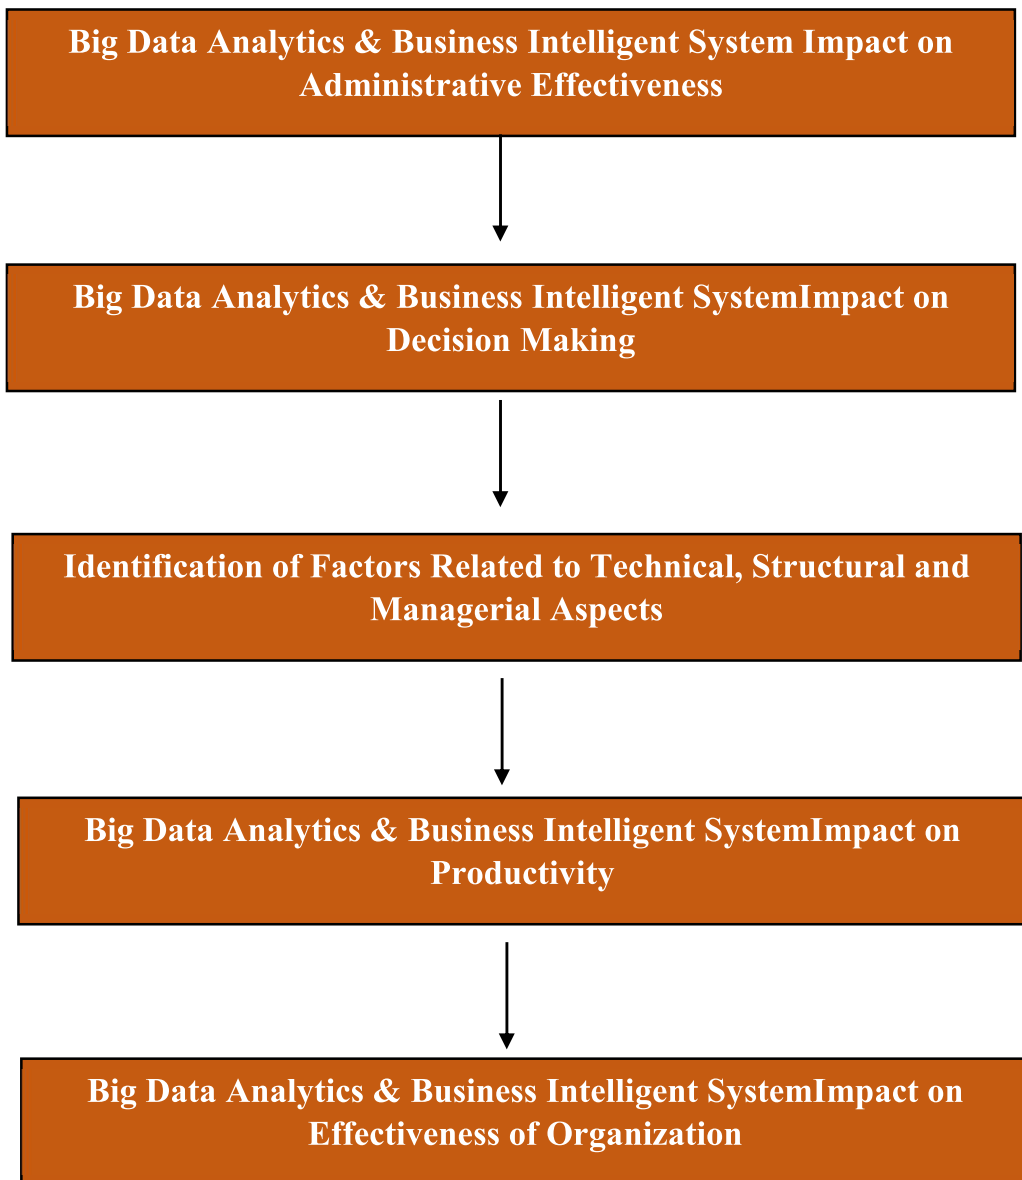 Big Data Analytics & Business Intelligent System Impact on
Administrative Effectiveness
Big Data Analytics & Business Intelligent SystemImpact on
Decision Making
Identification of Factors Related to Technical, Structural and
Managerial Aspects
Big Data Analytics & Business Intelligent SystemImpact on
Productivity
Big Data Analytics & Business Intelligent SystemImpact on
Effectiveness of Organization